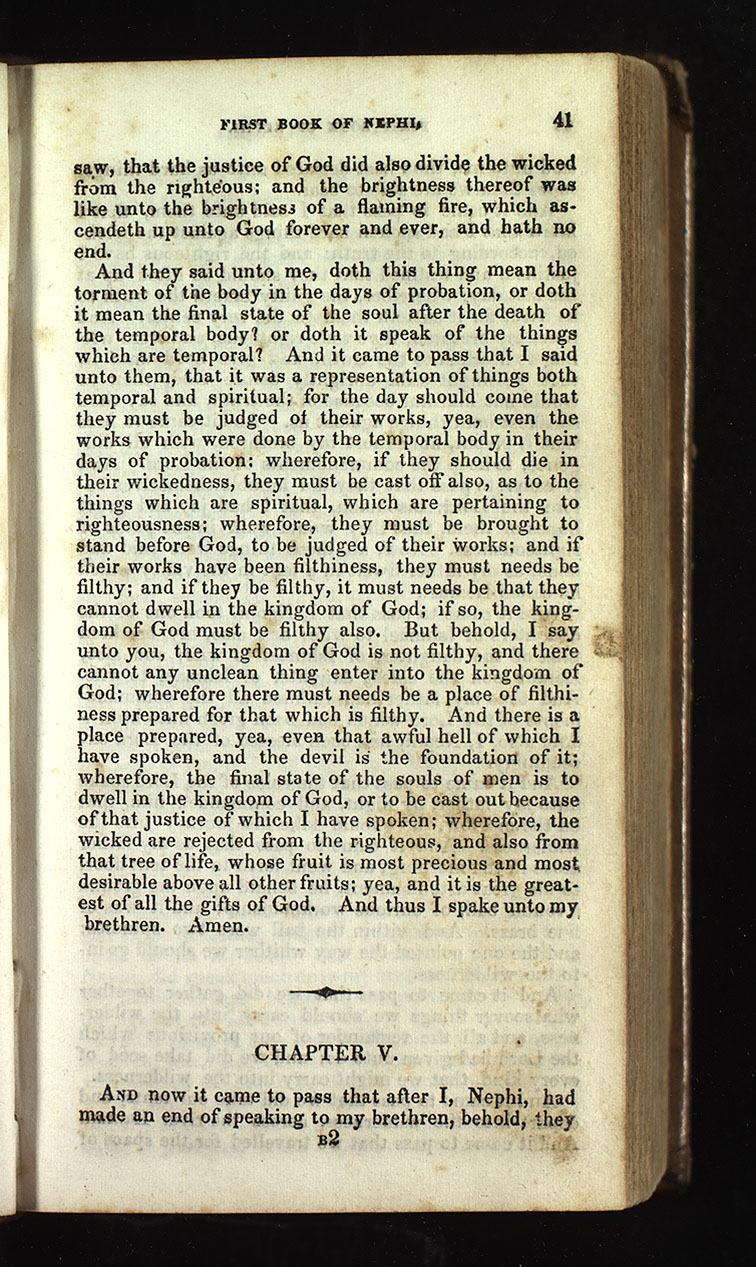 FIRST BOOK OF NEPHI. 41
saw, that the justice of God did also divide the wicked
from the righteous; and the brightness thereof was
like unto the brightness of a flaming fire, which as-
cendeth up unto God forever and ever, and hath no
end.
And they said unto me, doth this thing mean the
torment of the body in the days of probation, or doth
it mean the final state of the soul after the death of
the temporal body? or doth it speak of the things
which are temporal? And it came to pass that I said
unto them, that it was a representation of things both
temporal and spiritual; for the day should come that
they must be judged of their works, yea, even the
works which were done by the temporal body in their
days of probation: wherefore, if they should die in
their wickedness, they must be cast off also, as to the
things which are spiritual, which are pertaining to
righteousness; wherefore, they must be brought to
stand before God, to be judged of their works; and if
their works have been filthiness, they must needs be
filthy; and if they be filthy, it must needs be that they
cannot dwell in the kingdom of God; if so, the king-
dom of God must be filthy also. But behold, I say
unto you, the kingdom of God is not filthy, and there
cannot any unclean thing enter into the kingdom of
God; wherefore there must needs be a place of filthi-
ness prepared for that which is filthy. And there is a
place prepared, yea, even that awful hell of which I
have spoken, and the devil is the foundation of it;
wherefore, the final state of the souls of men is to
dwell in the kingdom of God, or to be cast out because
of that justice of which I have spoken; wherefore, the
wicked are rejected from the righteous, and also from
that tree of life, whose fruit is most precious and most
desirable above all other fruits; yea, and it is the great-
est of all the gifts of God. And thus I spake unto my
brethren. Amen.
CHAPTER V.
AND now it came to pass that after I, Nephi, had
made an end of speaking to my brethren, behold, they
B2